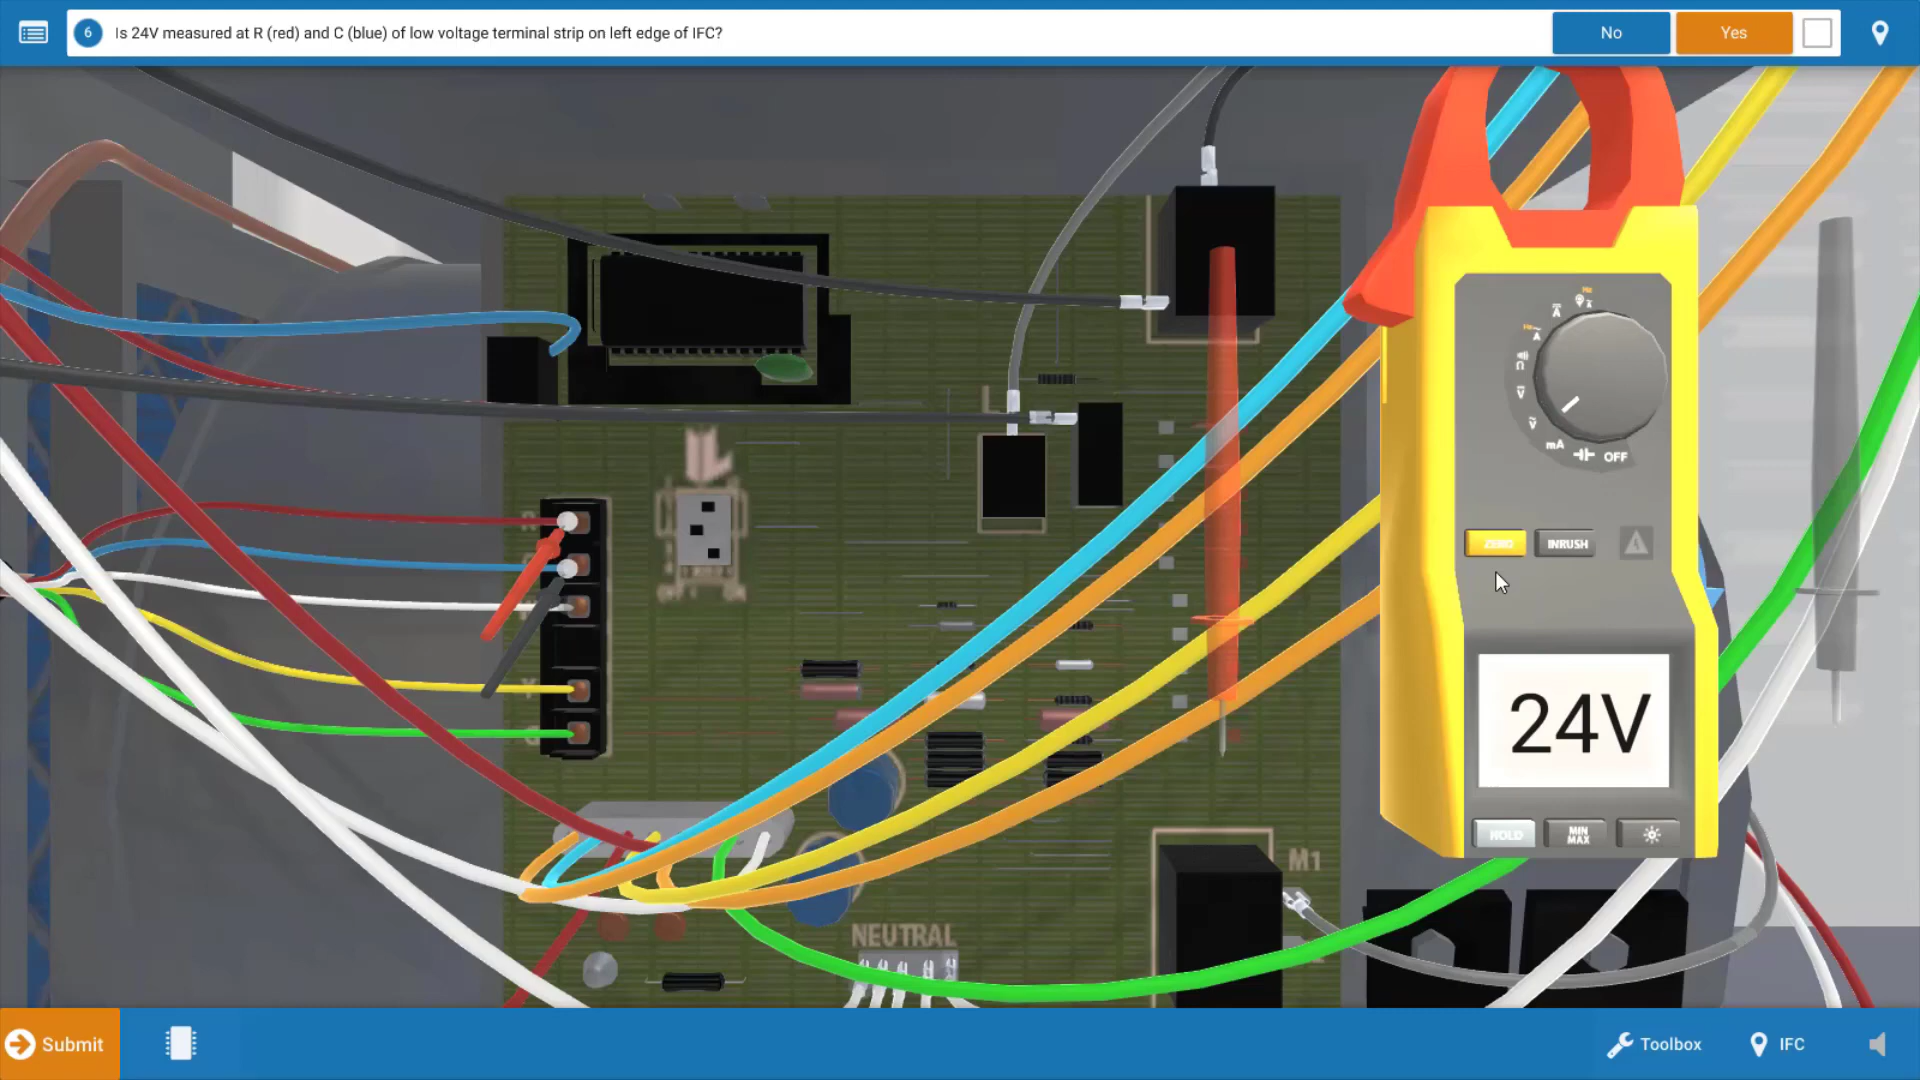 6 Is 24V measured at R (red) and C (blue) of low voltage terminal strip on left edge of IFC?
No
Yes
mA
OFF
ZERO
INRUSH
24V
HOLD
MIN
MAX
M1
NEUTRAL
Submit
Toolbox
IFC